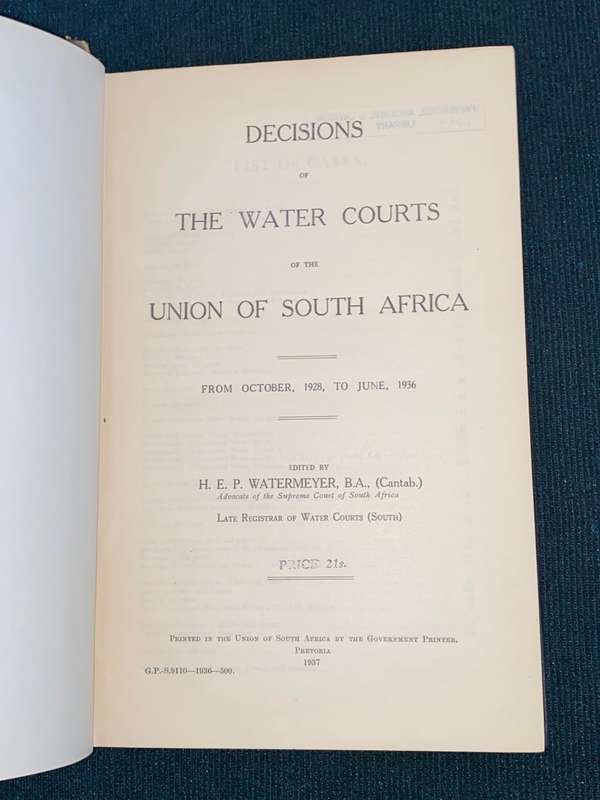 LIBRARY
DECISIONS
OF
THE WATER COURTS
OF THE
UNION OF SOUTH AFRICA
FROM OCTOBER, 1928, TO JUNE, 1936
EDITED BY
H. E. P. WATERMEYER, B.A., (Cantab.)
Advocate of the Supreme Court of South Africa
LATE REGISTRAR OF WATER COURTS (SOUTH)
PRICE 21s.
PRINTED IN THE UNION OF SOUTH AFRICA BY THE GOVERNMENT PRINTER,
PRETORIA
1937
G.P.-S.9110—1936—500.